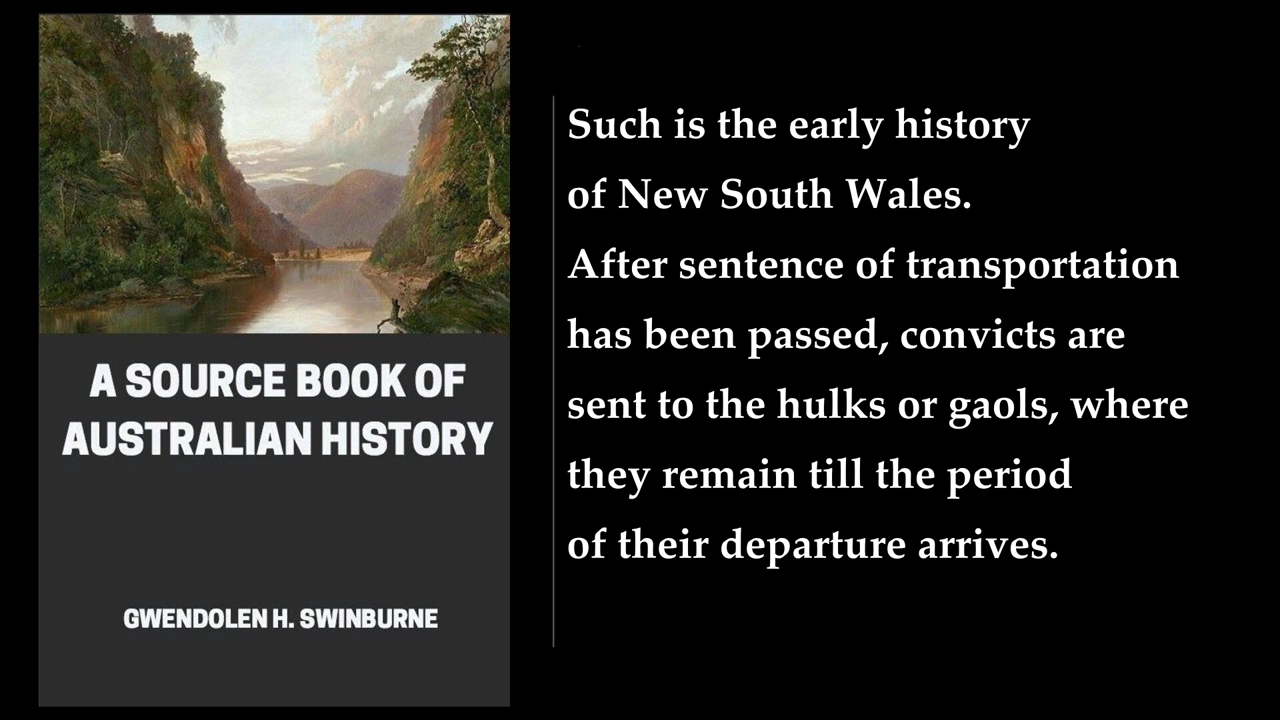 A SOURCE BOOK OF
AUSTRALIAN HISTORY
GWENDOLEN H. SWINBURNE
Such is the early history
of New South Wales.
After sentence of transportation
has been passed, convicts are
sent to the hulks or gaols, where
they remain till the period
of their departure arrives.